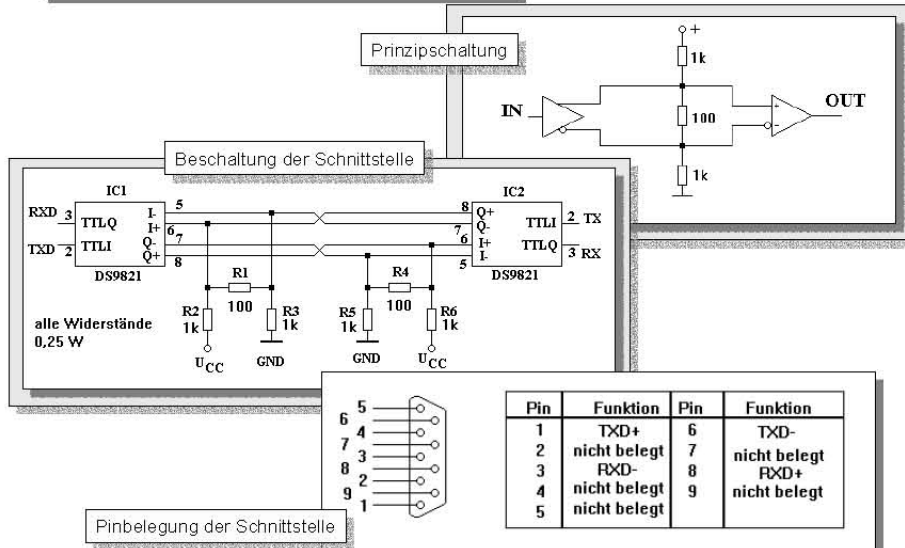 Prinzipschaltung
+
1k
IN
100
+
-
OUT
1k
Beschaltung der Schnittstelle
IC1
IC2
RXD 3 TTLQ I- 5
I+ 6
TXD 2 TTLI Q- 7
Q+ 8
DS9821
8 Q+ TTLI 2 TX
7 Q-
6 I+ TTLQ 3 RX
5 I-
DS9821
R1
100
R4
100
R2
1k
R3
1k
R5
1k
R6
1k
alle Widerstände
0,25 W
UCC
GND
GND
UCC
5
6
4
7
3
8
2
9
1
Pin Funktion Pin Funktion
1 TXD+ 6 TXD-
2 nicht belegt 7 nicht belegt
3 RXD- 8 RXD+
4 nicht belegt 9 nicht belegt
5 nicht belegt
Pinbelegung der Schnittstelle